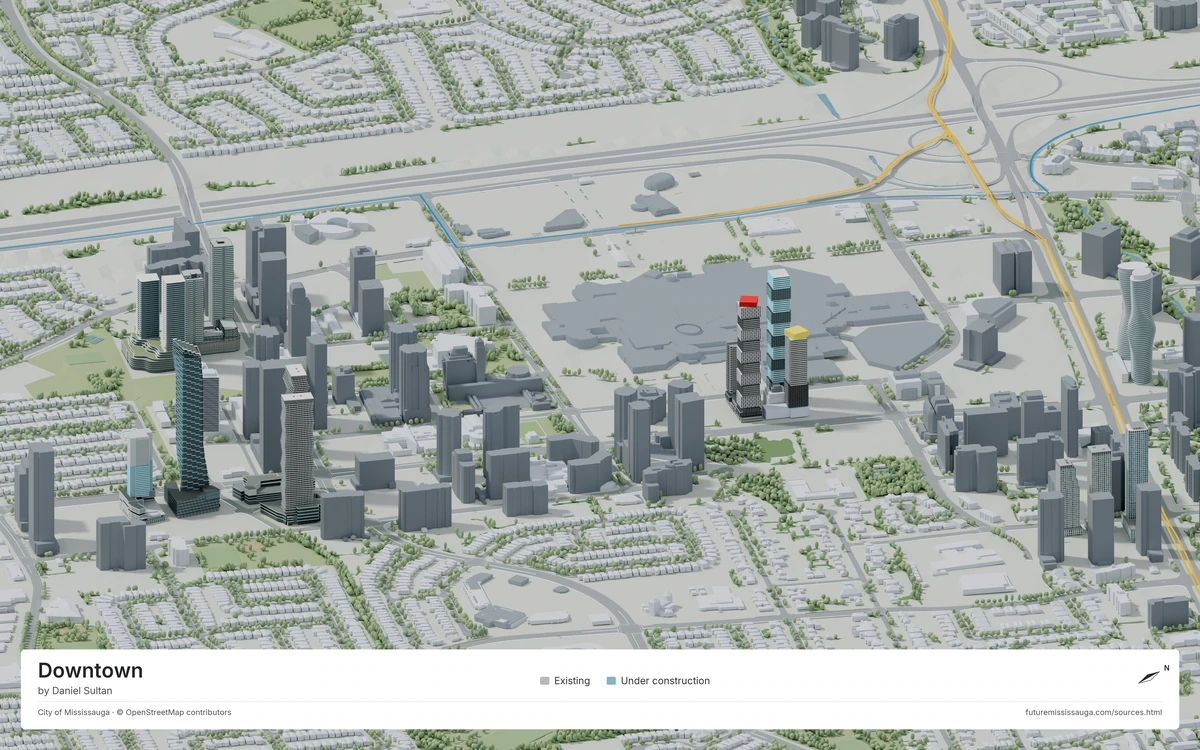 Downtown
by Daniel Sultan
Existing
Under construction
N
City of Mississauga · © OpenStreetMap contributors
futuremississauga.com/sources.html